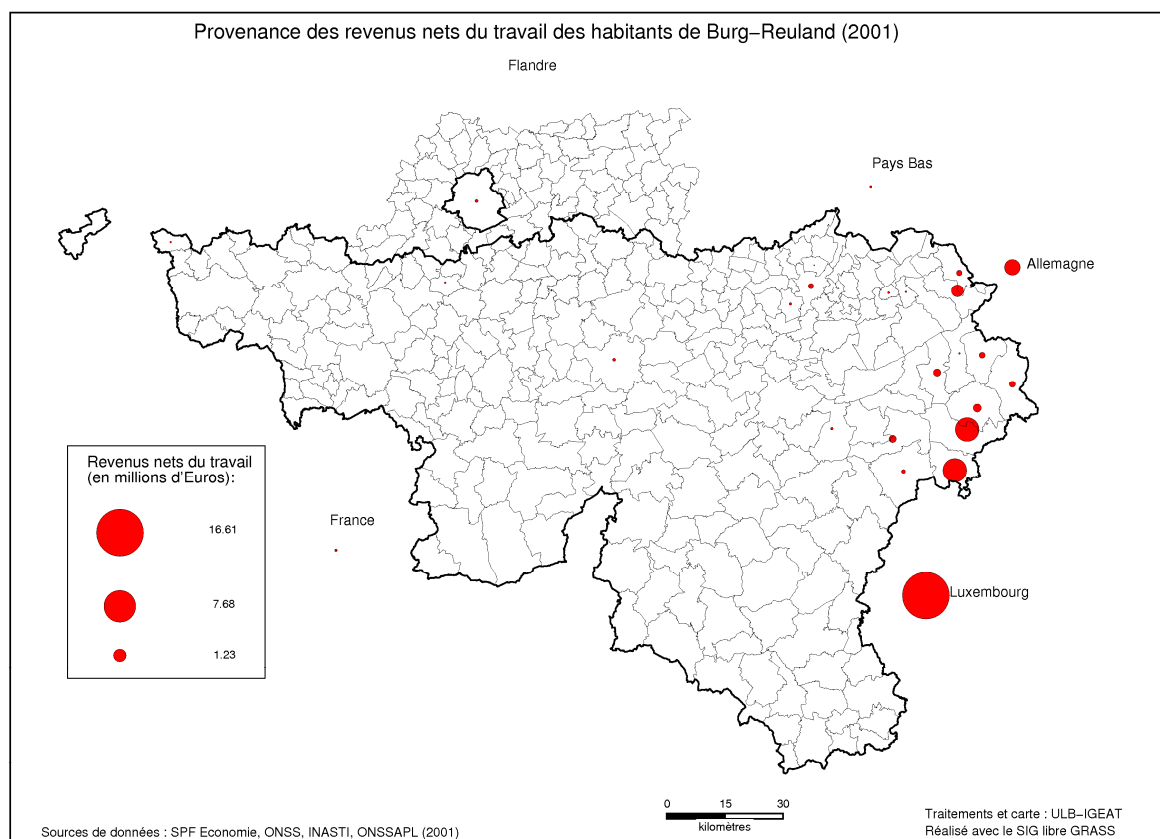 Provenance des revenus nets du travail des habitants de Burg-Reuland (2001)
Flandre
Pays Bas
Allemagne
Revenus nets du travail
(en millions d'Euros):
16.61
7.68
1.23
France
Luxembourg
0 15 30
kilomètres
Sources de données : SPF Economie, ONSS, INASTI, ONSSAPL (2001)
Traitements et carte : ULB-IGEAT
Réalisé avec le SIG libre GRASS